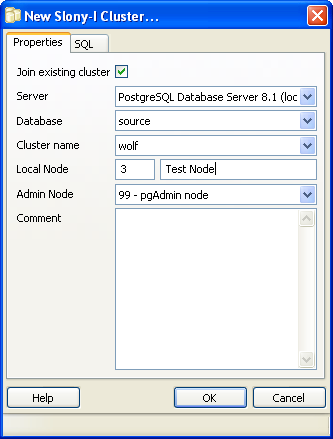 New Slony-I Cluster...
Properties
SQL
Join existing cluster
Server
PostgreSQL Database Server 8.1 (loc
Database
source
Cluster name
wolf
Local Node
3
Test Node
Admin Node
99 - pgAdmin node
Comment
Help
OK
Cancel